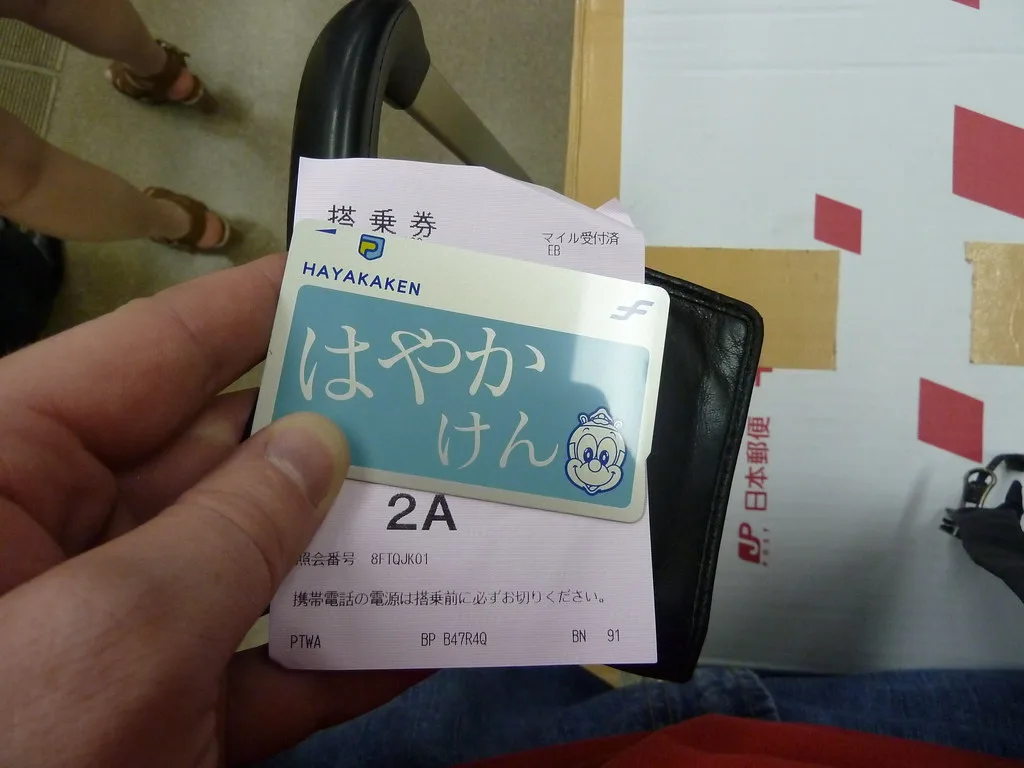 搭乗券
マイル受付済
EB
HAYAKAKEN
はやか
けん
2A
照会番号 8FTQJK01
携帯電話の電源は搭乗前に必ずお切りください。
PTWA BP B47R4Q BN 91
JP 日本郵便
POST